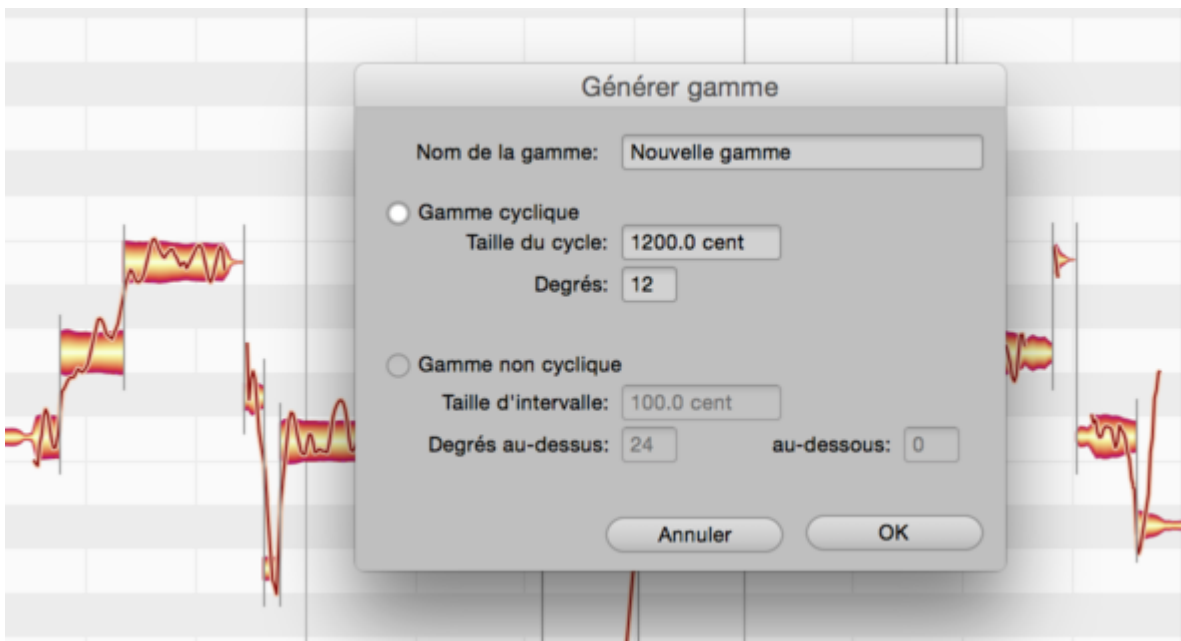 Générer gamme
Nom de la gamme: Nouvelle gamme
Gamme cyclique
Taille du cycle: 1200.0 cent
Degrés: 12
Gamme non cyclique
Taille d'intervalle: 100.0 cent
Degrés au-dessus: 24 au-dessous: 0
Annuler OK